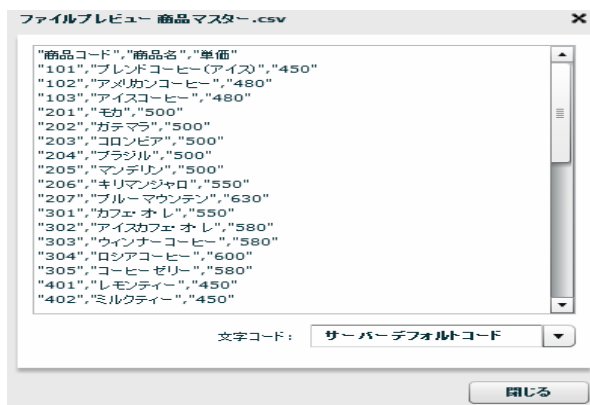 ファイルプレビュー 商品マスター.csv
"商品コード","商品名","単価"
"101","ブレンドコーヒー(アイス)","450"
"102","アメリカンコーヒー","480"
"103","アイスコーヒー","480"
"201","モカ","500"
"202","ガテマラ","500"
"203","コロンビア","500"
"204","ブラジル","500"
"205","マンデリン","500"
"206","キリマンジャロ","550"
"207","ブルーマウンテン","630"
"301","カフェ・オ・レ","550"
"302","アイスカフェ・オ・レ","580"
"303","ウィンナーコーヒー","580"
"304","ロシアコーヒー","600"
"305","コーヒーゼリー","580"
"401","レモンティー","450"
"402","ミルクティー","450"
文字コード: サーバーデフォルトコード
閉じる